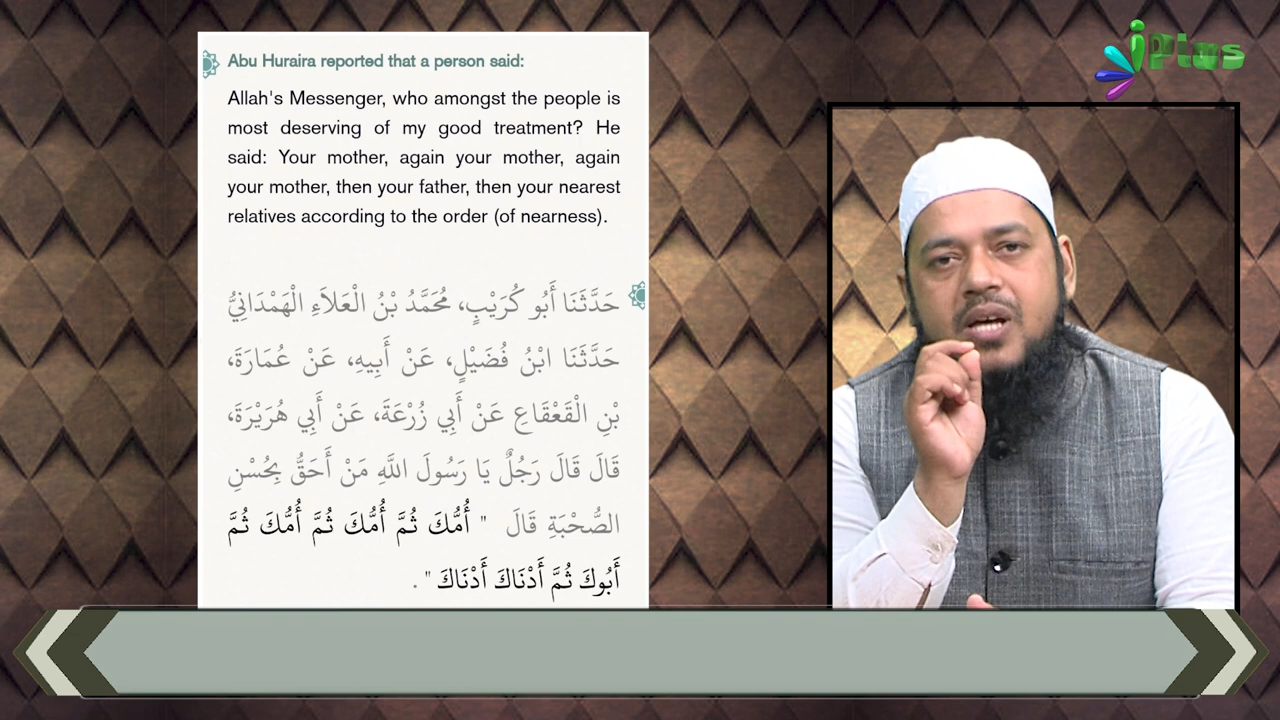 iPlus
Abu Huraira reported that a person said:
Allah's Messenger, who amongst the people is
most deserving of my good treatment? He
said: Your mother, again your mother, again
your mother, then your father, then your nearest
relatives according to the order (of nearness).
حَدَّثَنَا أَبُو كُرَيْبٍ، مُحَمَّدُ بْنُ الْعَلاَءِ الْهَمْدَانِيُّ
حَدَّثَنَا ابْنُ فُضَيْلٍ، عَنْ أَبِيهِ، عَنْ عُمَارَةَ،
بْنِ الْقَعْقَاعِ عَنْ أَبِي زُرْعَةَ، عَنْ أَبِي هُرَيْرَةَ،
قَالَ قَالَ رَجُلٌ يَا رَسُولَ اللَّهِ مَنْ أَحَقُّ بِحُسْنِ
الصُّحْبَةِ قَالَ ‏"‏ أُمُّكَ ثُمَّ أُمُّكَ ثُمَّ أُمُّكَ ثُمَّ
أَبُوكَ ثُمَّ أَدْنَاكَ أَدْنَاكَ ‏"‏ ‏.‏